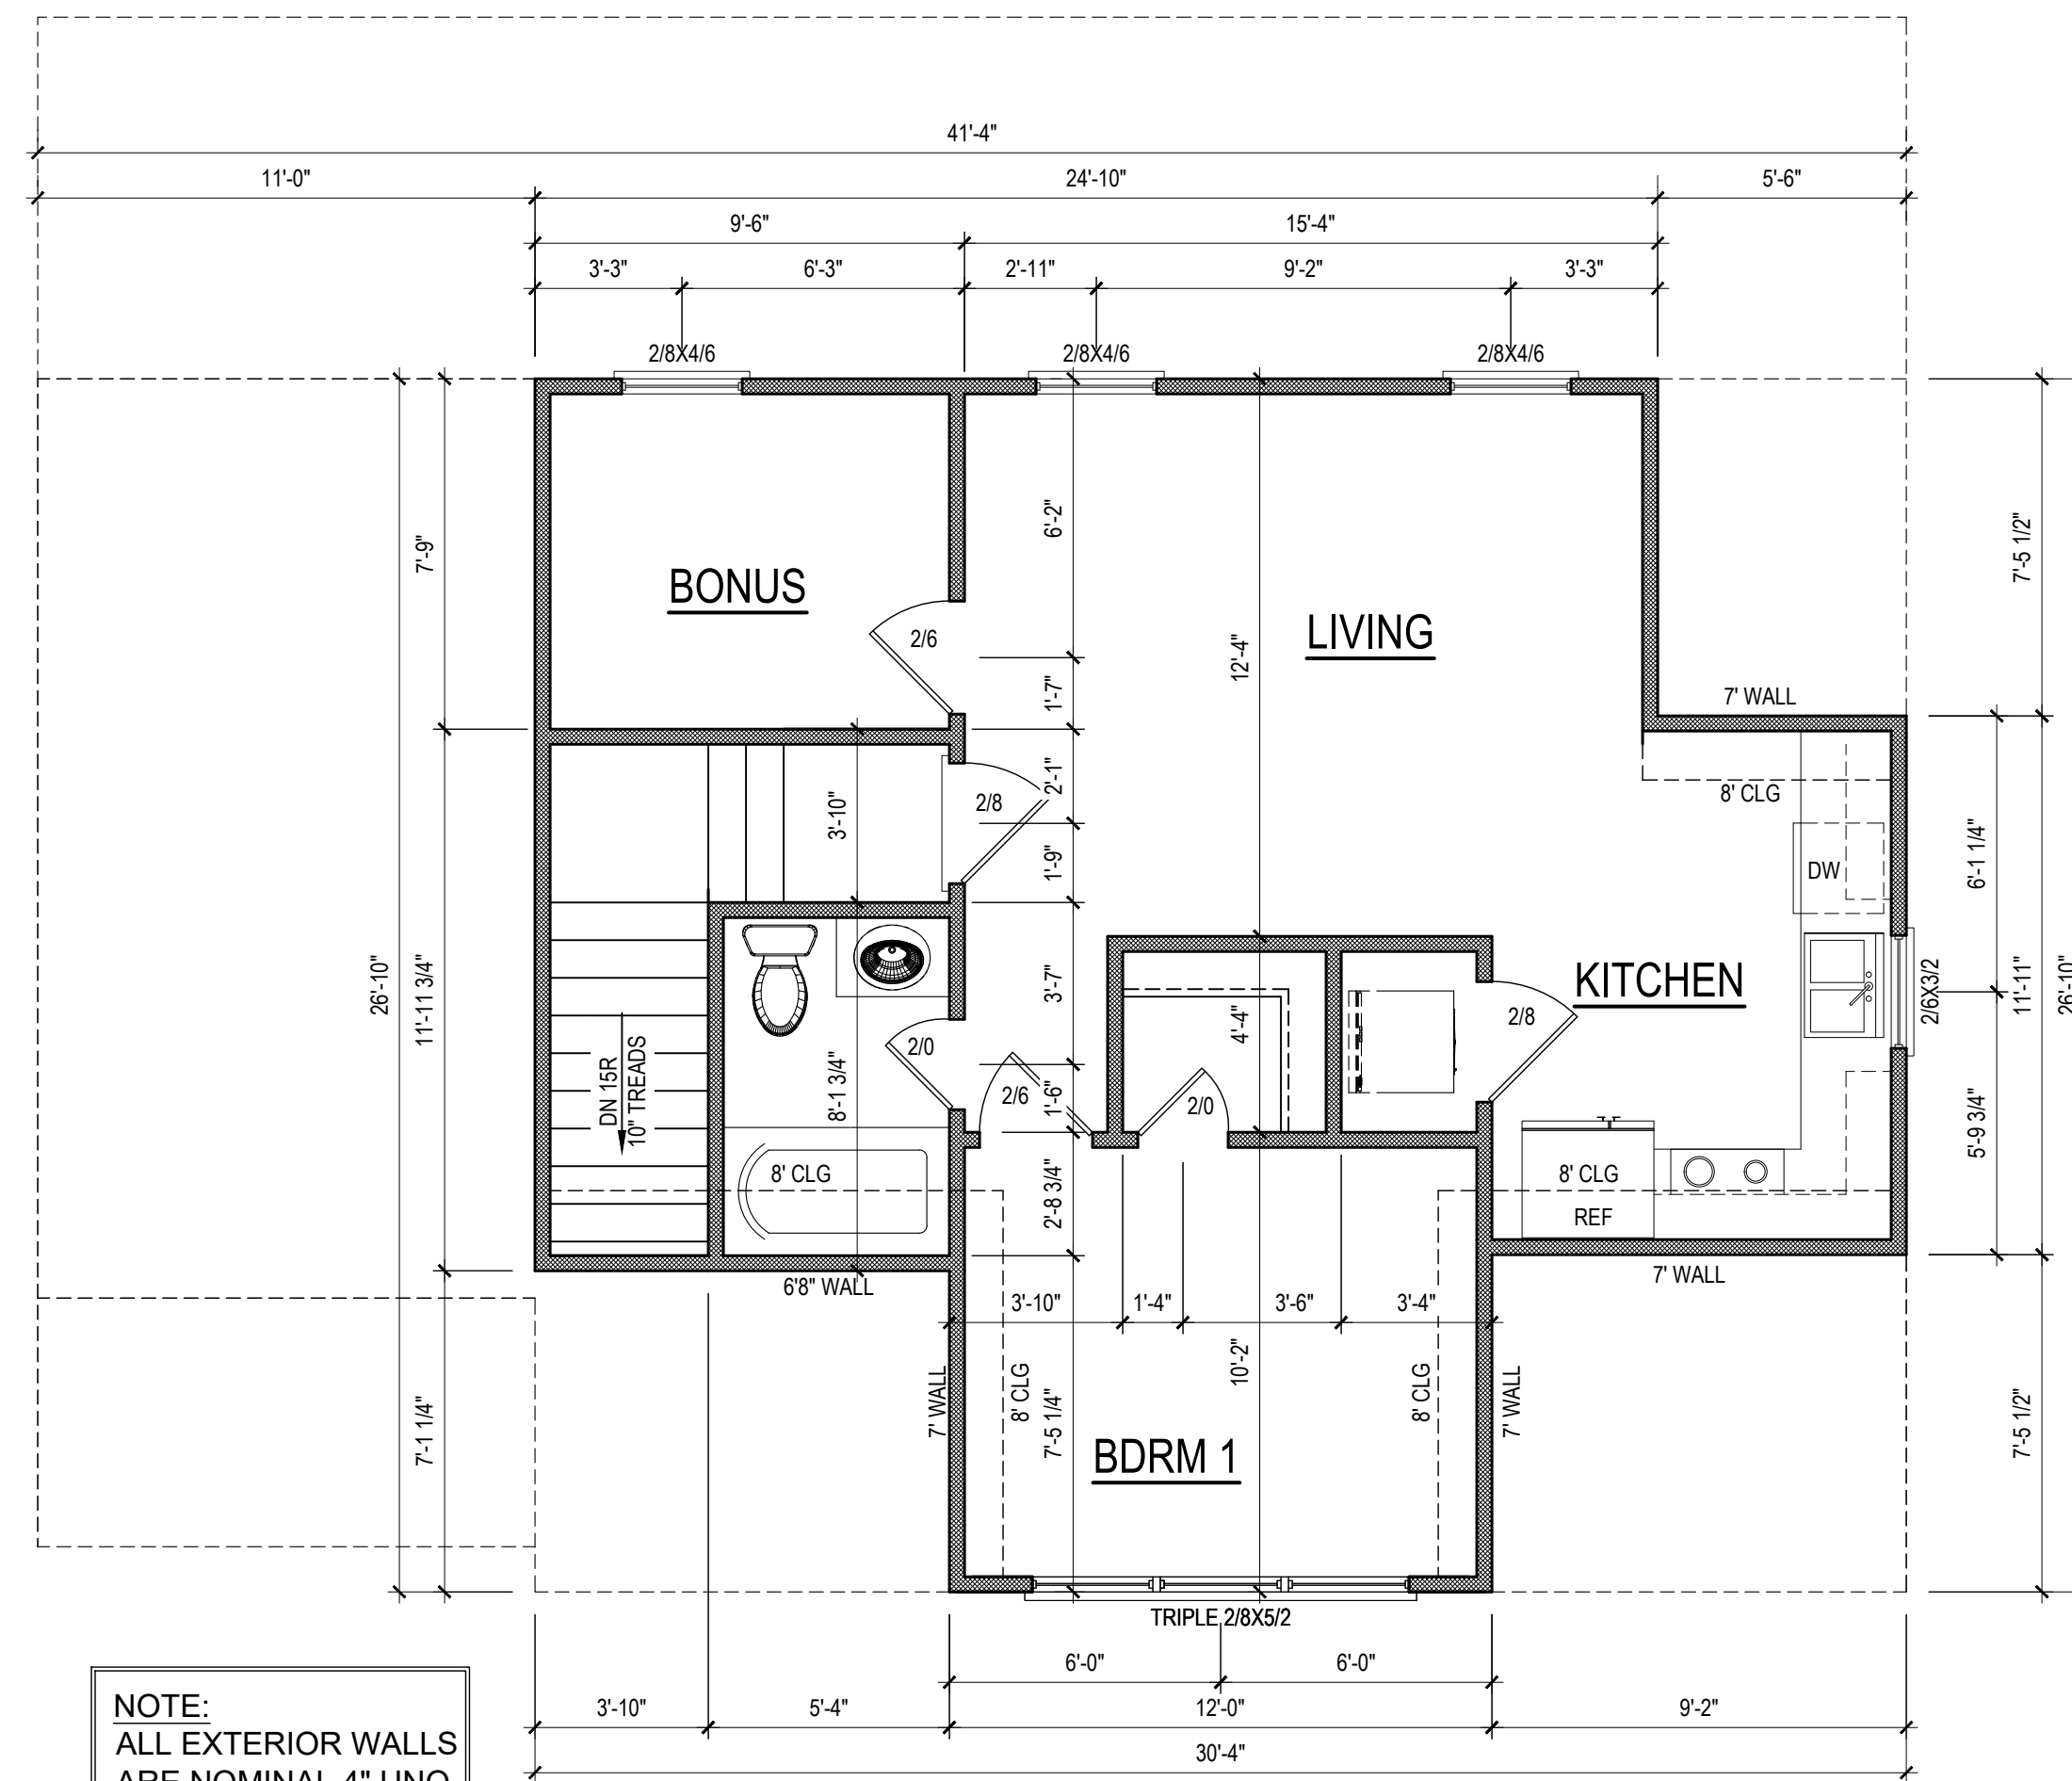 41'-4"
11'-0" 24'-10" 5'-6"
9'-6" 15'-4"
3'-3" 6'-3" 2'-11" 9'-2" 3'-3"
2/8X4/6 2/8X4/6 2/8X4/6
6'-2"
7'-9"
7'-5 1/2"
BONUS
LIVING
2/6
12'-4"
1'-7"
7' WALL
2'-1"
8' CLG
2/8
3'-10"
1'-9"
6'-1 1/4"
DW
26'-10"
11'-11 3/4"
3'-7"
KITCHEN
2/6X3/2
11'-11"
26'-10"
4'-4"
2/8
2/0
DN 15R
10" TREADS
8'-1 3/4"
2/6
1'-6"
2/0
5'-9 3/4"
8' CLG
8' CLG
2'-8 3/4"
REF
6'8" WALL
7' WALL
3'-10" 1'-4" 3'-6" 3'-4"
10'-2"
7' WALL
8' CLG
7'-5 1/4"
8' CLG
7' WALL
7'-1 1/4"
7'-5 1/2"
BDRM 1
TRIPLE 2/8X5/2
6'-0" 6'-0"
3'-10" 5'-4" 12'-0" 9'-2"
30'-4"
NOTE:
ALL EXTERIOR WALLS
ARE NOMINAL 4" UNO